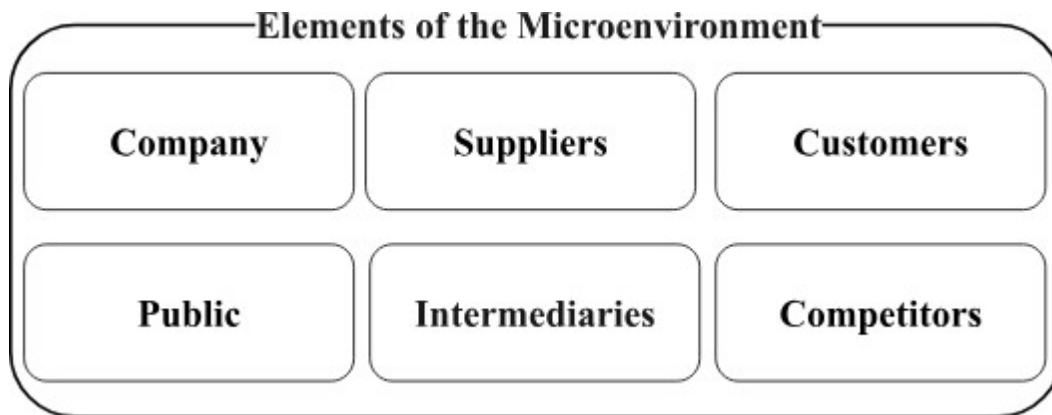 Elements of the Microenvironment
Company
Suppliers
Customers
Public
Intermediaries
Competitors